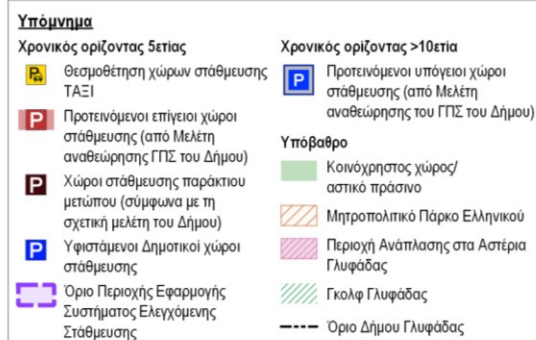 Υπόμνημα
Χρονικός ορίζοντας 5ετίας
P
Θεσμοθέτηση χώρων στάθμευσης
ΤΑΞΙ
P
Προτεινόμενοι επίγειοι χώροι
στάθμευσης (από Μελέτη
αναθεώρησης ΓΠΣ του Δήμου)
P
Χώροι στάθμευσης παράκτιου
μετώπου (σύμφωνα με τη
σχετική μελέτη του Δήμου)
P
Υφιστάμενοι Δημοτικοί χώροι
στάθμευσης
Όριο Περιοχής Εφαρμογής
Συστήματος Ελεγχόμενης
Στάθμευσης
Χρονικός ορίζοντας >10ετία
P
Προτεινόμενοι υπόγειοι χώροι
στάθμευσης (από Μελέτη
αναθεώρησης του ΓΠΣ του Δήμου)
Υπόβαθρο
Κοινόχρηστος χώρος/
αστικό πράσινο
Μητροπολιτικό Πάρκο Ελληνικού
Περιοχή Ανάπλασης στα Αστέρια
Γλυφάδας
Γκολφ Γλυφάδας
Όριο Δήμου Γλυφάδας